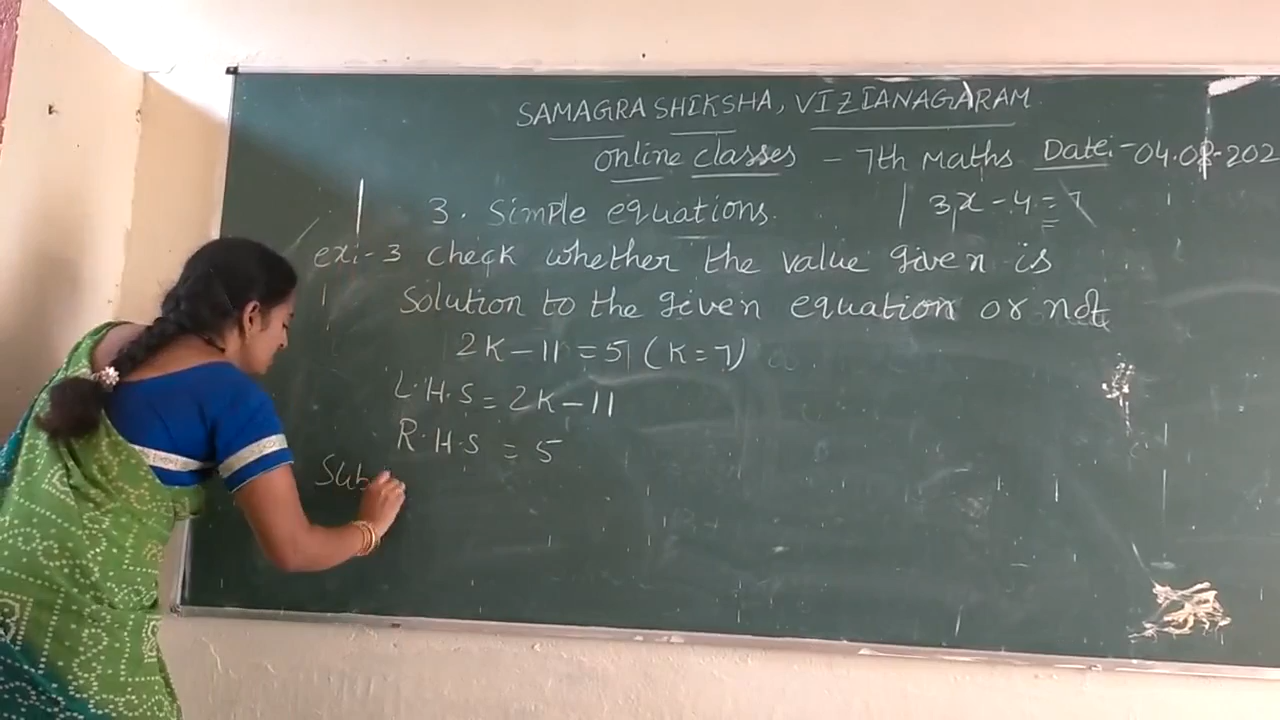 SAMAGRA SHIKSHA, VIZIANAGARAM
online classes - 7th Maths Date:-04.08.202
3. Simple equations. 3x-4=7
ex:-3 check whether the value given is
Solution to the given equation or not
2K-11=5 (K=7)
L.H.S=2K-11
R.H.S = 5
Sub